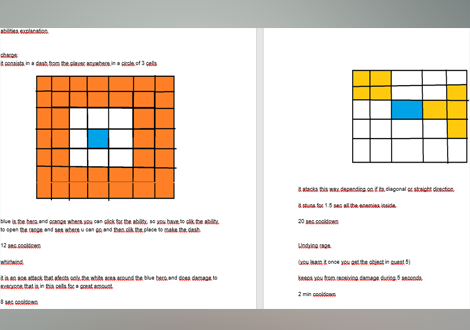 abilities explanation.
charge.
it consists in a dash from the player anywhere in a circle of 3 cells
blue is the hero and orange where you can click for the ability, so you have to clik the ability,
to open the range and see where u can go and then clik the place to make the dash.
12 sec cooldown
whirlwind.
it is an aoe attack that afects only the white area around the blue hero and does damage to
everyone that is in this cells for a great amount.
8 sec cooldown.
it attacks this way depending on if its diagonal or straight direction.
it stuns for 1.5 sec all the enemies inside.
20 sec cooldown
Undying rage.
(you learn it once you get the object in quest 5)
keeps you from receiving damage during 5 seconds.
2 min cooldown